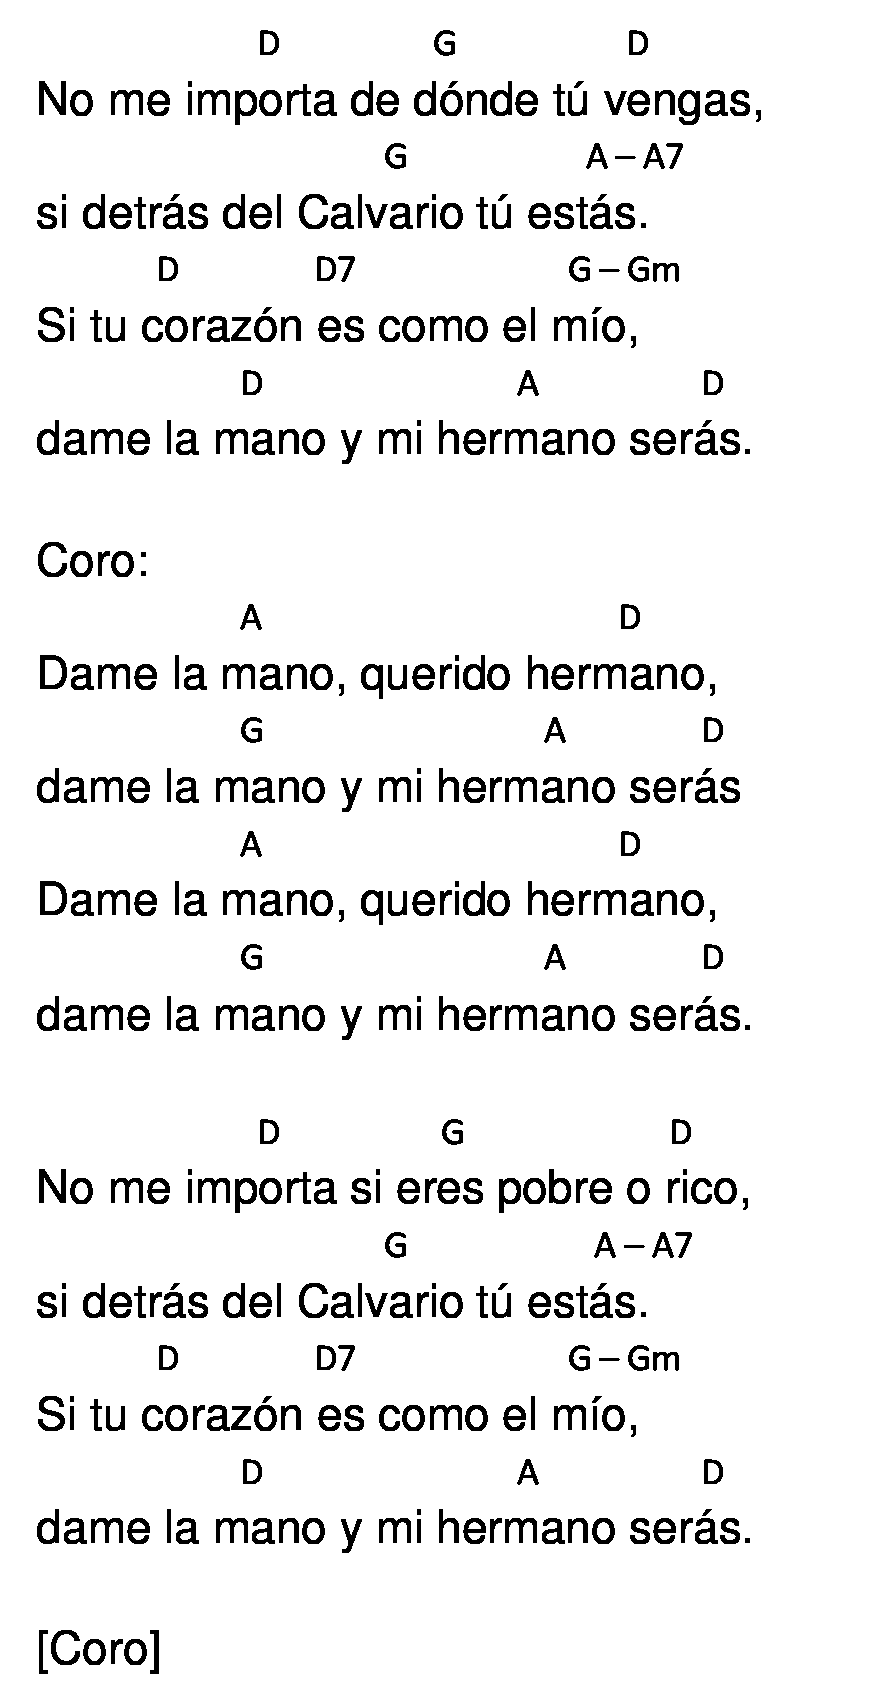 D G D
No me importa de dónde tú vengas,
G A – A7
si detrás del Calvario tú estás.
D D7 G – Gm
Si tu corazón es como el mío,
D A D
dame la mano y mi hermano serás.
Coro:
A D
Dame la mano, querido hermano,
G A D
dame la mano y mi hermano serás
A D
Dame la mano, querido hermano,
G A D
dame la mano y mi hermano serás.
D G D
No me importa si eres pobre o rico,
G A – A7
si detrás del Calvario tú estás.
D D7 G – Gm
Si tu corazón es como el mío,
D A D
dame la mano y mi hermano serás.
[Coro]